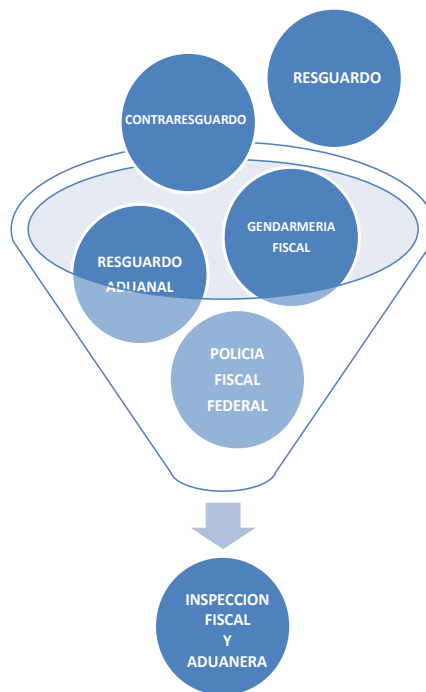 RESGUARDO
CONTRARESGUARDO
GENDARMERIA
FISCAL
RESGUARDO
ADUANAL
POLICIA
FISCAL
FEDERAL
INSPECCION
FISCAL
Y
ADUANERA